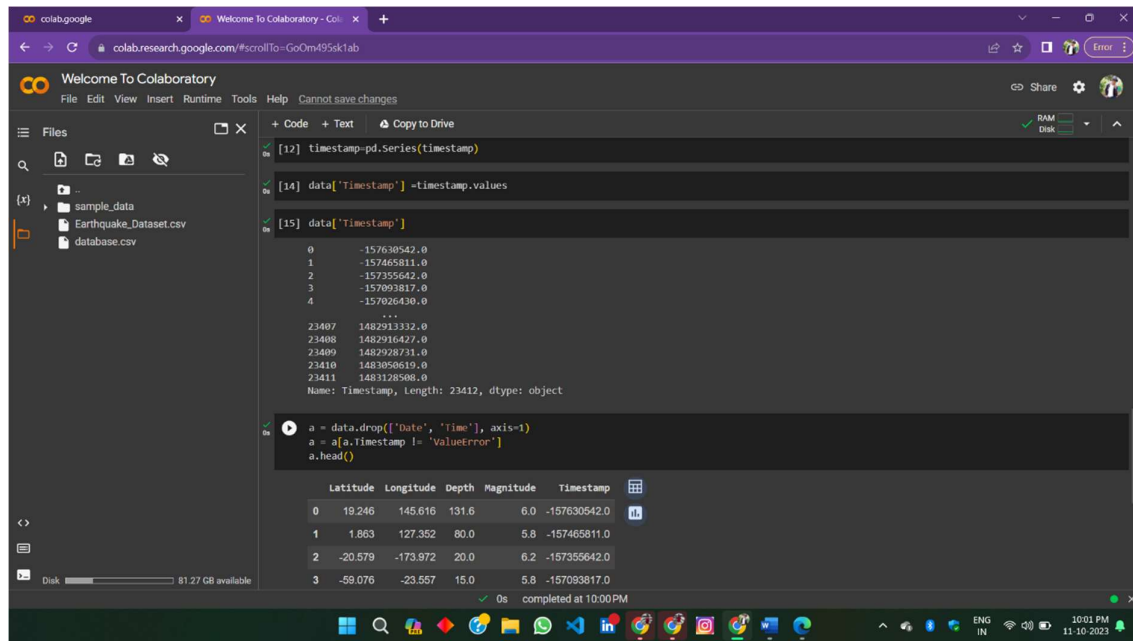 colab.google
Welcome To Colaboratory - Col
colab.research.google.com/#scrollTo=GoOm495sk1ab
Error
Welcome To Colaboratory
File Edit View Insert Runtime Tools Help Cannot save changes
Share
Files
+ Code + Text Copy to Drive
RAM
Disk
..
sample_data
Earthquake_Dataset.csv
database.csv
{x}
0s [12] timestamp=pd.Series(timestamp)
0s [14] data['Timestamp'] =timestamp.values
0s [15] data['Timestamp']
0 -157630542.0
1 -157465811.0
2 -157355642.0
3 -157093817.0
4 -157026430.0
...
23407 1482913332.0
23408 1482916427.0
23409 1482928731.0
23410 1483050619.0
23411 1483128508.0
Name: Timestamp, Length: 23412, dtype: object
0s a = data.drop(['Date', 'Time'], axis=1)
a = a[a.Timestamp != 'ValueError']
a.head()
Latitude Longitude Depth Magnitude Timestamp
0 19.246 145.616 131.6 6.0 -157630542.0
1 1.863 127.352 80.0 5.8 -157465811.0
2 -20.579 -173.972 20.0 6.2 -157355642.0
3 -59.076 -23.557 15.0 5.8 -157093817.0
<>
Disk 81.27 GB available
0s completed at 10:00 PM
ENG
IN
10:01 PM
11-10-2023